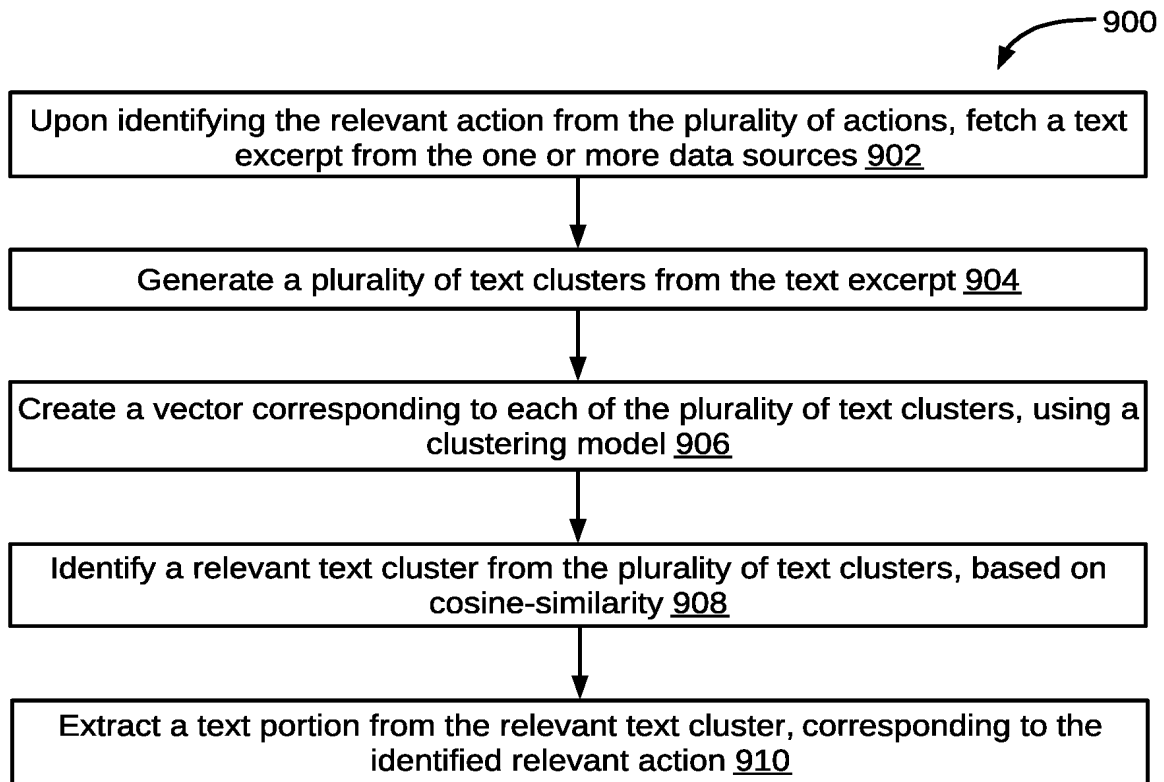 900
Upon identifying the relevant action from the plurality of actions, fetch a text
excerpt from the one or more data sources 902
Generate a plurality of text clusters from the text excerpt 904
Create a vector corresponding to each of the plurality of text clusters, using a
clustering model 906
Identify a relevant text cluster from the plurality of text clusters, based on
cosine-similarity 908
Extract a text portion from the relevant text cluster, corresponding to the
identified relevant action 910